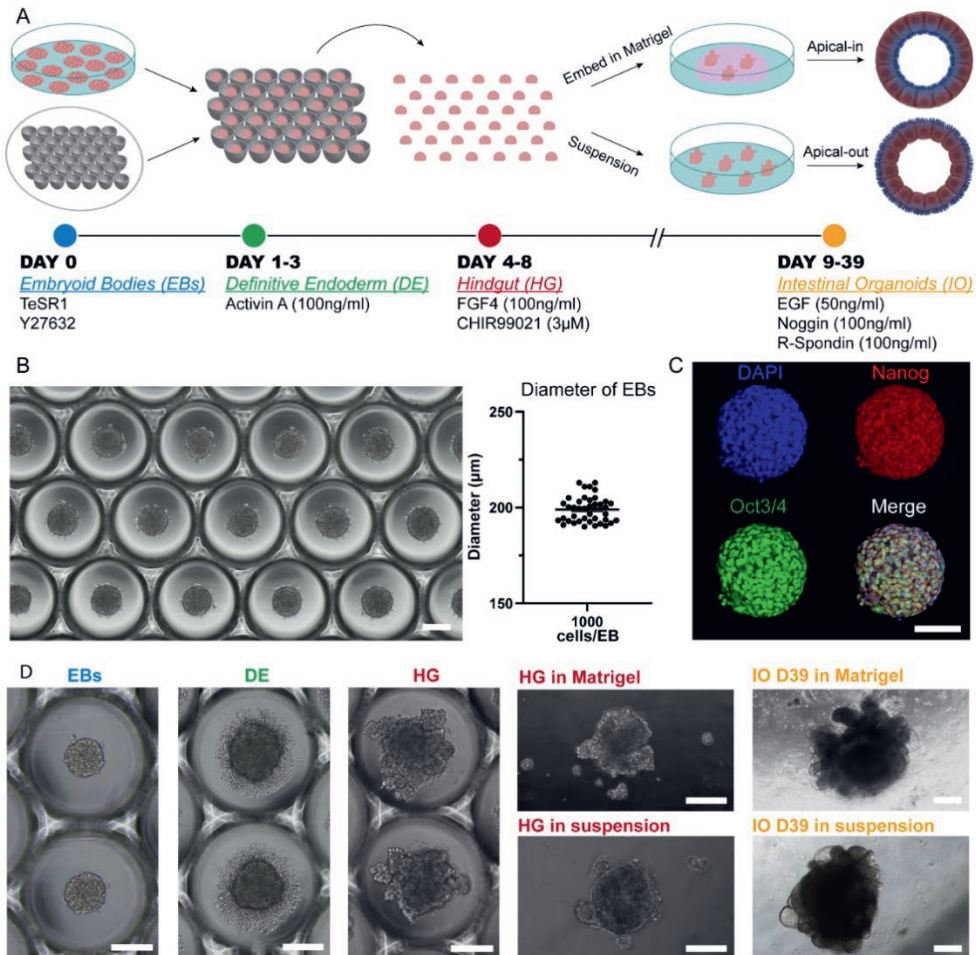 A
Embed in Matrigel
Suspension
Apical-in
Apical-out
DAY 0
Embryoid Bodies (EBs)
TeSR1
Y27632
DAY 1-3
Definitive Endoderm (DE)
Activin A (100ng/ml)
DAY 4-8
Hindgut (HG)
FGF4 (100ng/ml)
CHIR99021 (3µM)
DAY 9-39
Intestinal Organoids (IO)
EGF (50ng/ml)
Noggin (100ng/ml)
R-Spondin (100ng/ml)
B
Diameter of EBs
Diameter (µm)
250
200
150
1000
cells/EB
C
DAPI
Nanog
Oct3/4
Merge
D
EBs
DE
HG
HG in Matrigel
IO D39 in Matrigel
HG in suspension
IO D39 in suspension